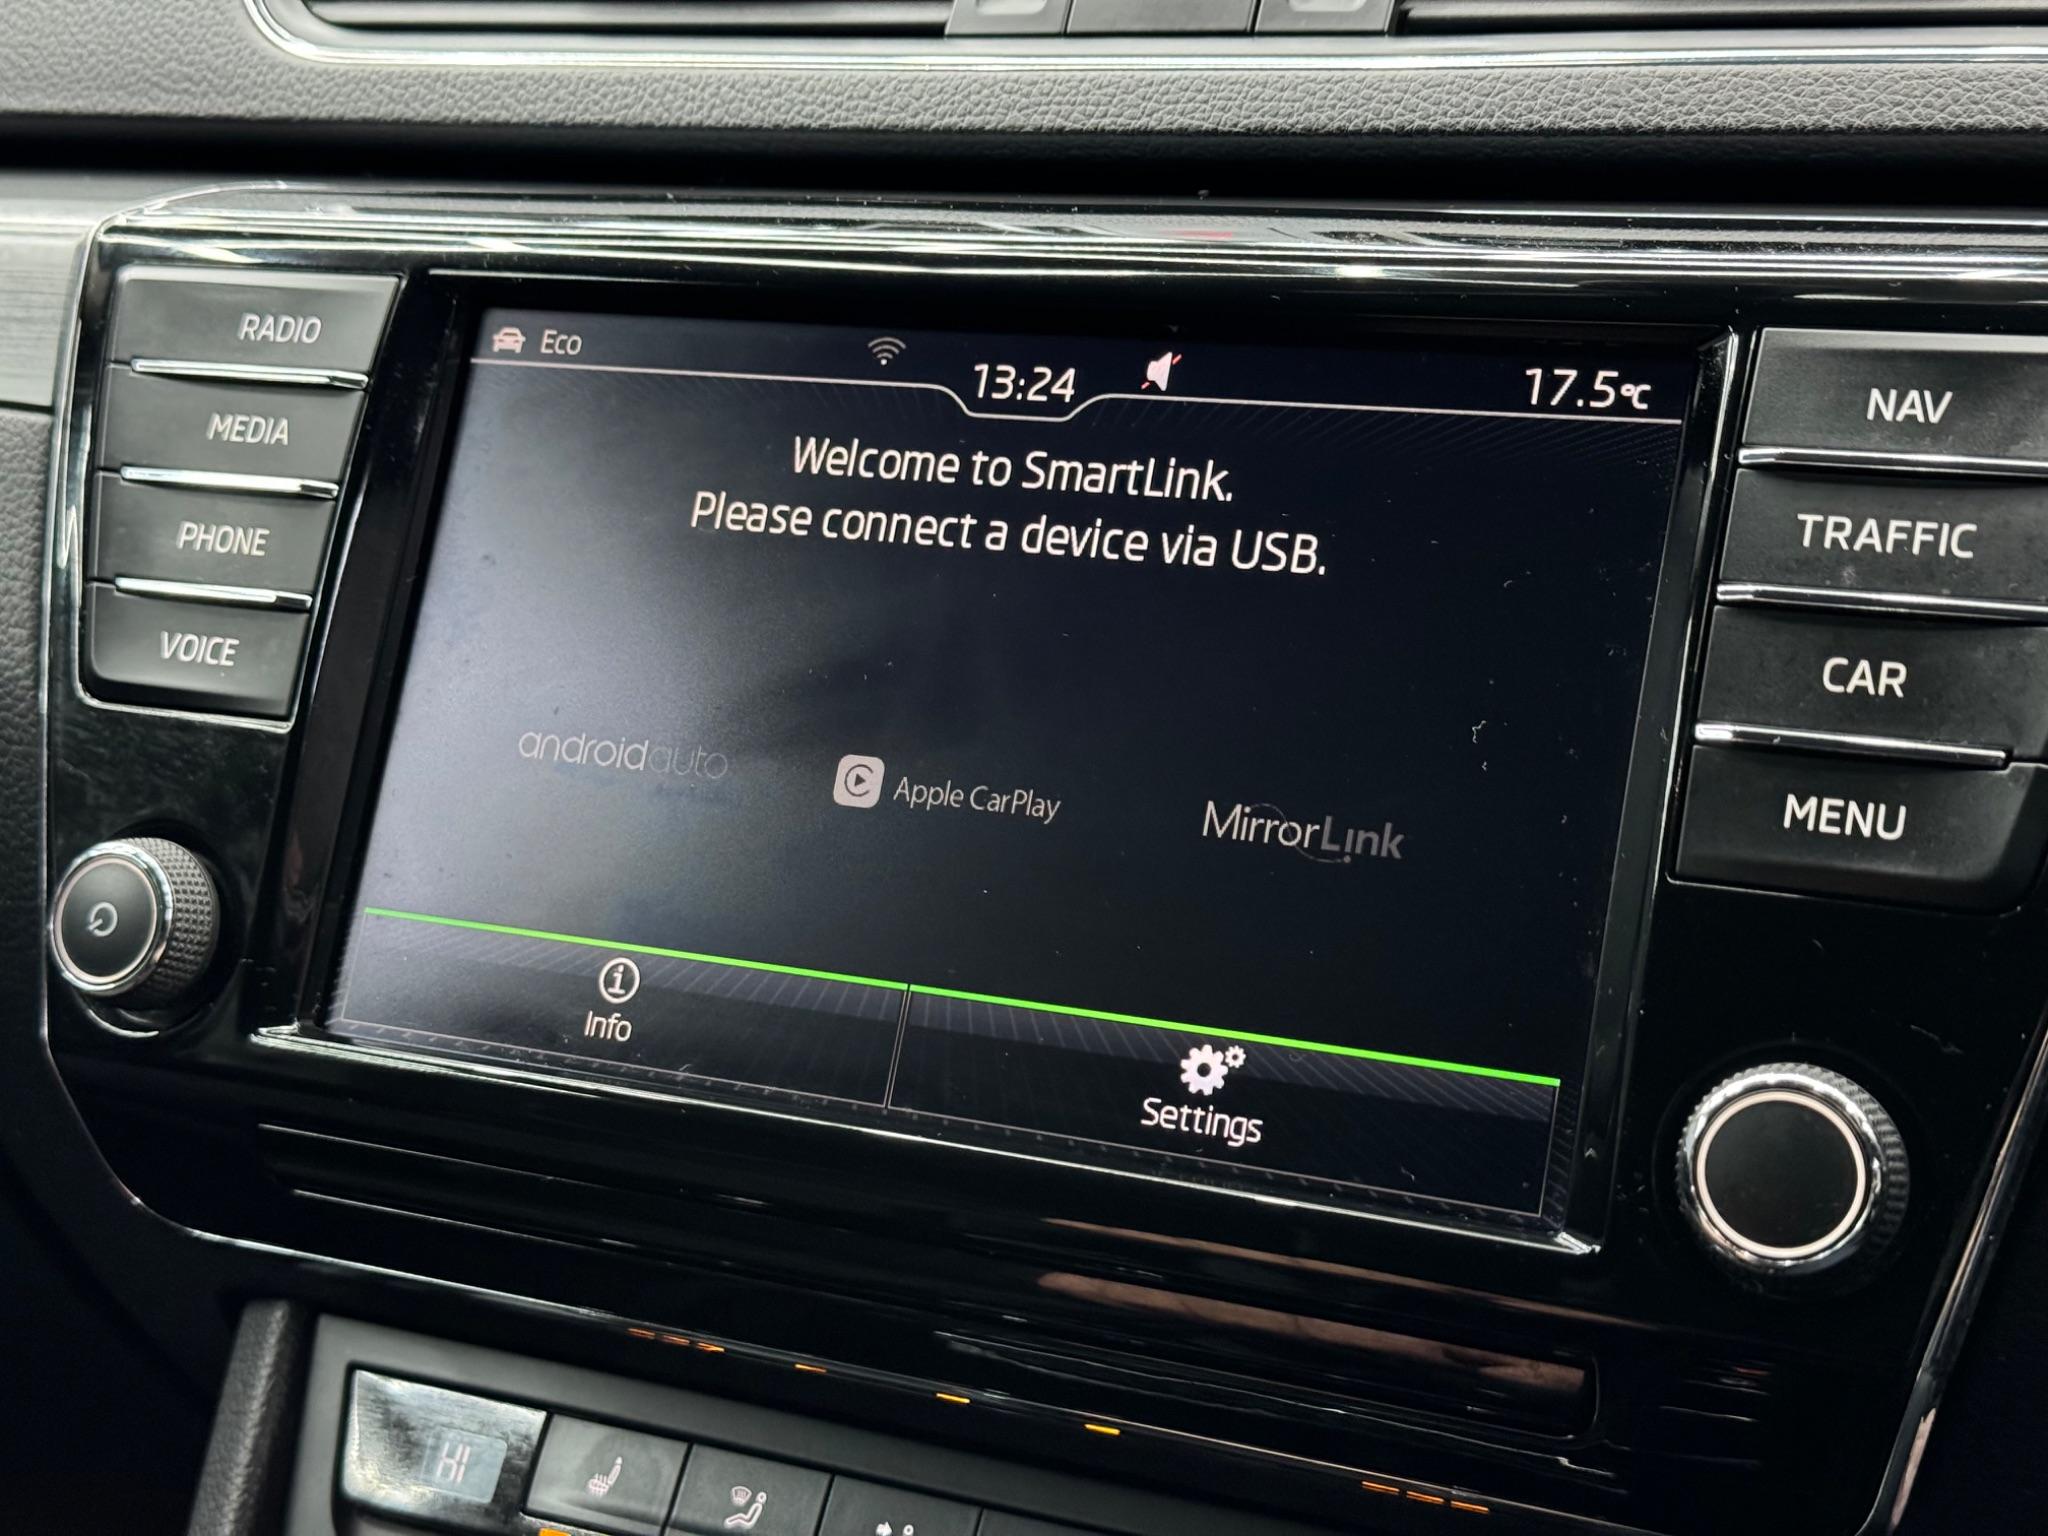 RADIO
MEDIA
PHONE
VOICE
Eco
13:24
17.5°C
Welcome to SmartLink.
Please connect a device via USB.
androidauto
Apple CarPlay
MirrorLink
Info
Settings
NAV
TRAFFIC
CAR
MENU
HI